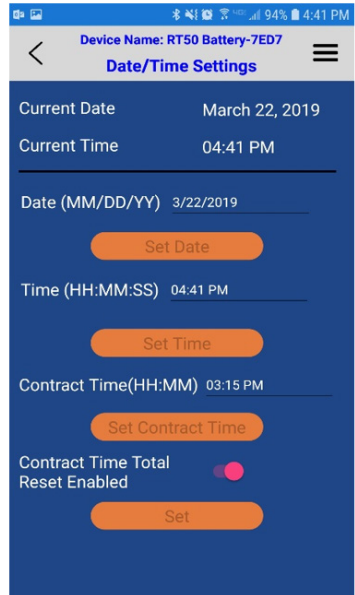 94% 4:41 PM
Device Name: RT50 Battery-7ED7
Date/Time Settings
Current Date March 22, 2019
Current Time 04:41 PM
Date (MM/DD/YY) 3/22/2019
Set Date
Time (HH:MM:SS) 04:41 PM
Set Time
Contract Time(HH:MM) 03:15 PM
Set Contract Time
Contract Time Total
Reset Enabled
Set